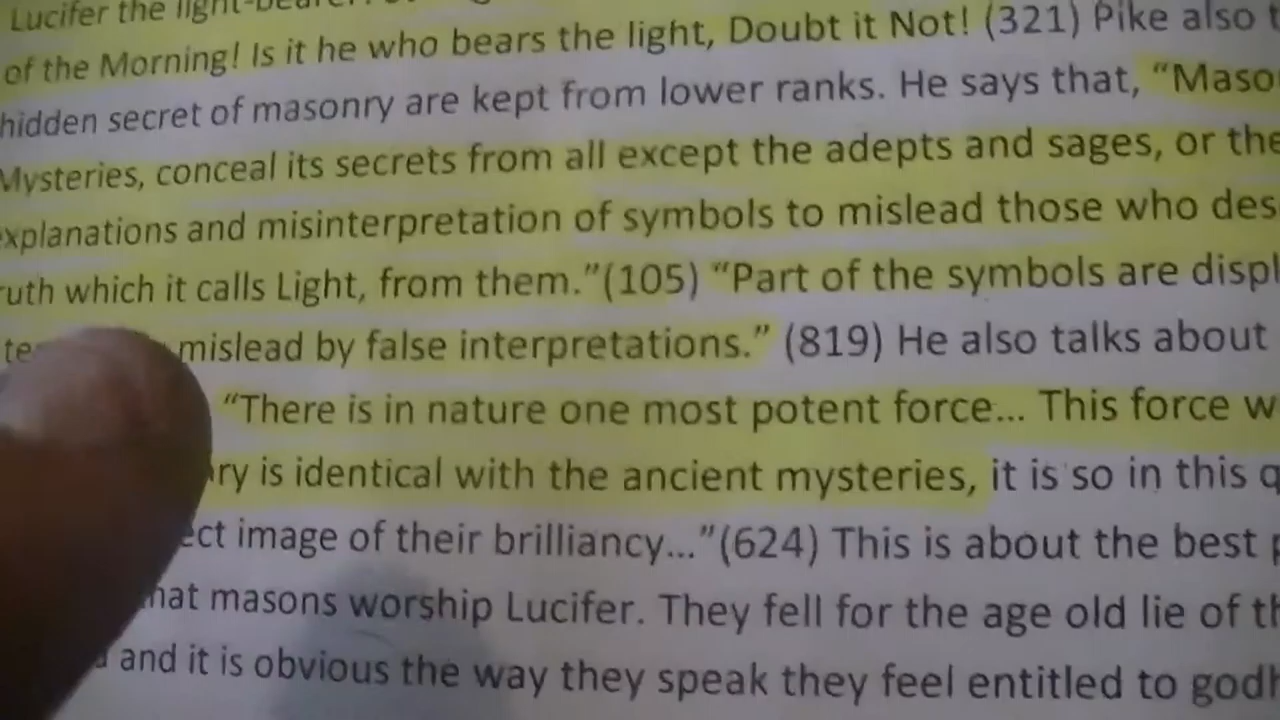 Lucifer the light-bearer!
of the Morning! Is it he who bears the light, Doubt it Not! (321) Pike also t
hidden secret of masonry are kept from lower ranks. He says that, “Maso
Mysteries, conceal its secrets from all except the adepts and sages, or the
explanations and misinterpretation of symbols to mislead those who des
ruth which it calls Light, from them.”(105) “Part of the symbols are displ
te mislead by false interpretations.” (819) He also talks about
“There is in nature one most potent force... This force w
ry is identical with the ancient mysteries, it is so in this q
ect image of their brilliancy...”(624) This is about the best p
hat masons worship Lucifer. They fell for the age old lie of th
and it is obvious the way they speak they feel entitled to godh